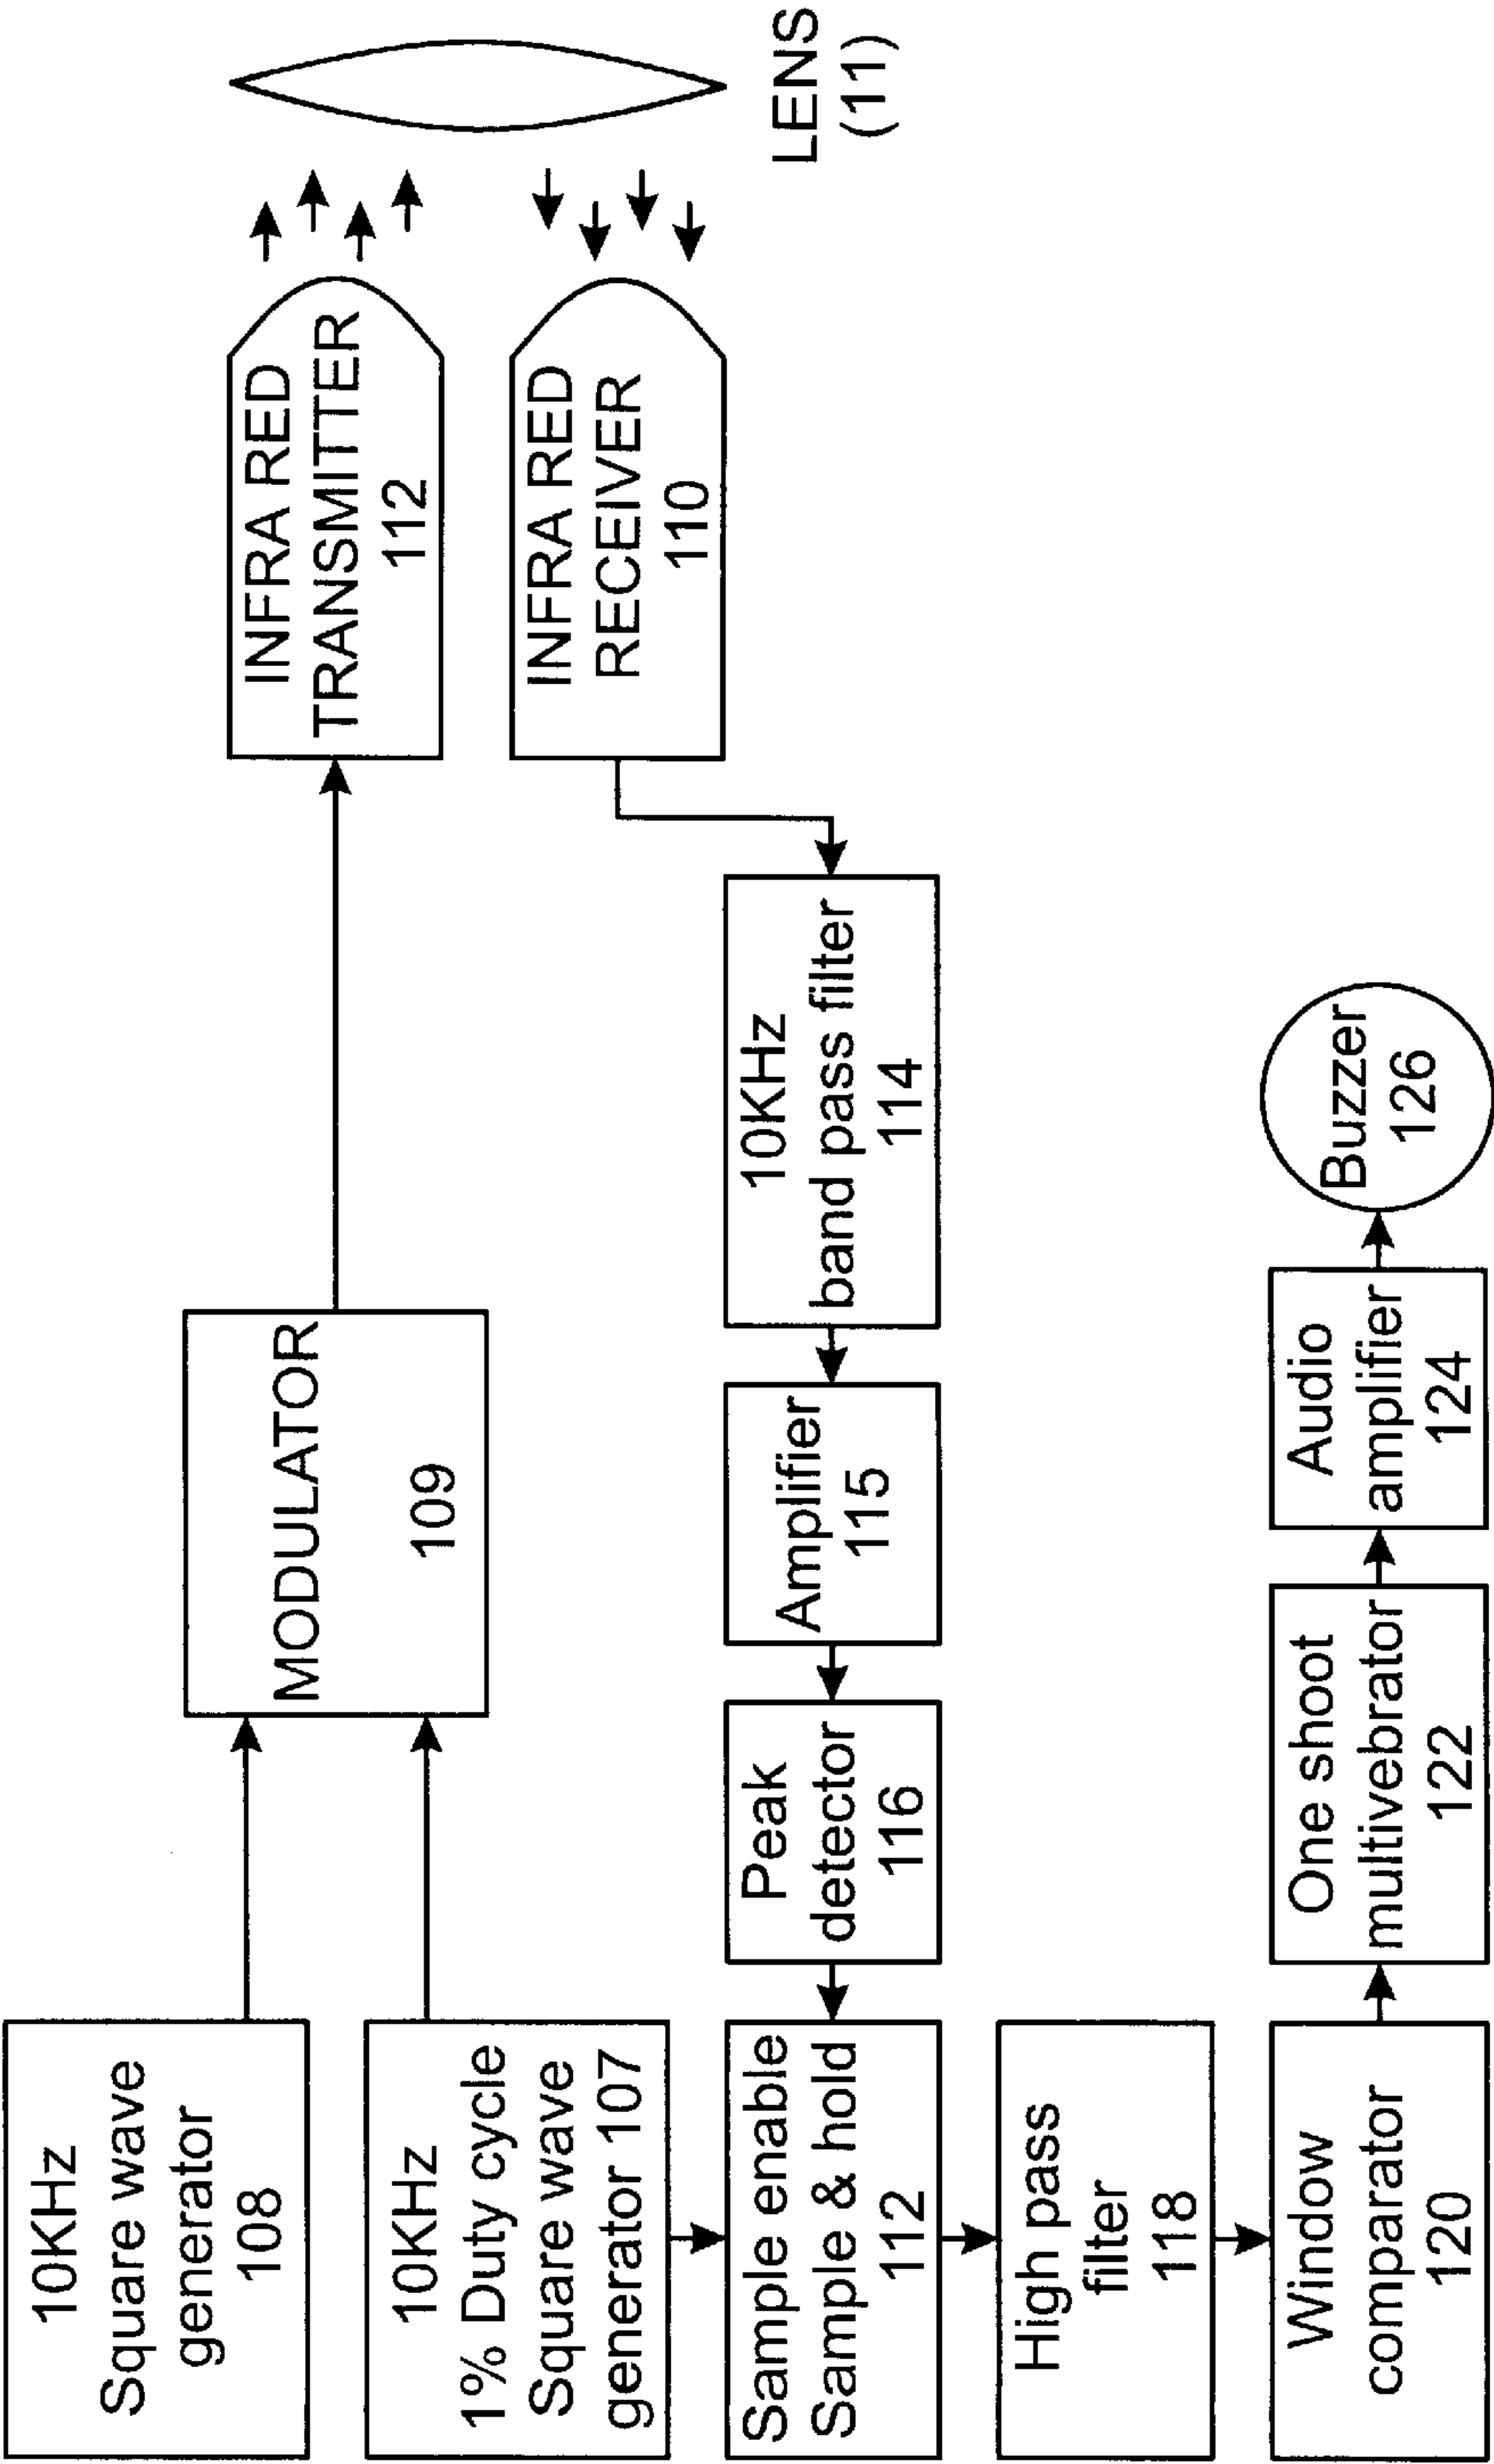 10KHz
Square wave
generator
108
10KHz
1% Duty cycle
Square wave
generator 107
MODULATOR
109
INFRA RED
TRANSMITTER
112
INFRA RED
RECEIVER
110
LENS
(11)
10KHz
band pass filter
114
Amplifier
115
Peak
detector
116
Sample enable
Sample & hold
112
High pass
filter
118
Window
comparator
120
One shoot
multivebrator
122
Audio
amplifier
124
Buzzer
126